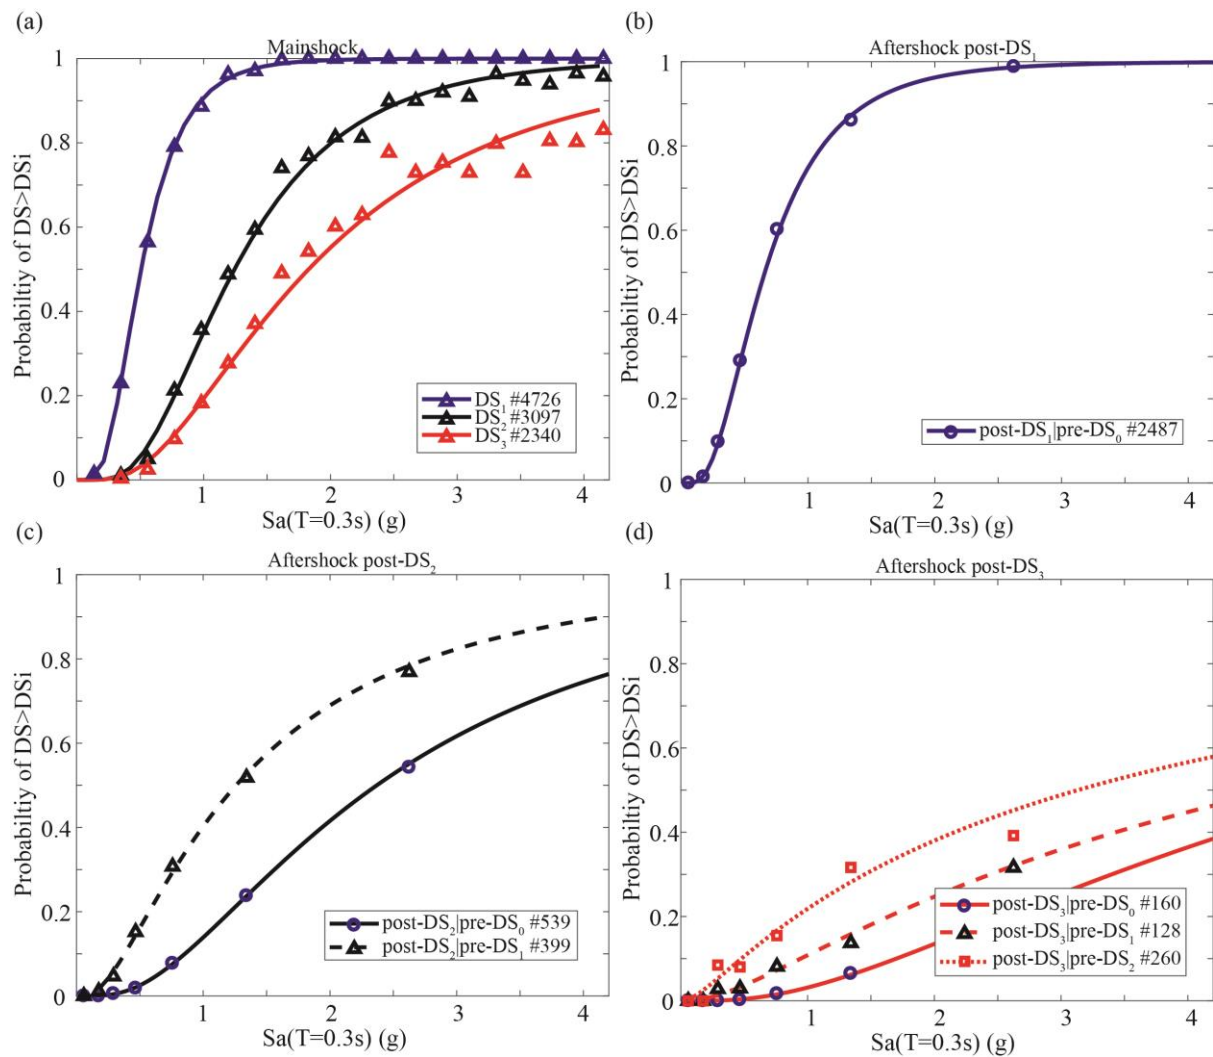 (a)
Mainshock
Probabiltiy of DS>DSi
1
0.8
0.6
0.4
0.2
0
1
2
3
4
Sa(T=0.3s) (g)
DS₁ #4726
DS₂ #3097
DS₃ #2340
(b)
Aftershock post-DS₁
Probabiltiy of DS>DSi
1
0.8
0.6
0.4
0.2
0
1
2
3
4
Sa(T=0.3s) (g)
post-DS₁|pre-DS₀ #2487
(c)
Aftershock post-DS₂
Probabiltiy of DS>DSi
1
0.8
0.6
0.4
0.2
0
1
2
3
4
Sa(T=0.3s) (g)
post-DS₂|pre-DS₀ #539
post-DS₂|pre-DS₁ #399
(d)
Aftershock post-DS₃
Probabiltiy of DS>DSi
1
0.8
0.6
0.4
0.2
0
1
2
3
4
Sa(T=0.3s) (g)
post-DS₃|pre-DS₀ #160
post-DS₃|pre-DS₁ #128
post-DS₃|pre-DS₂ #260